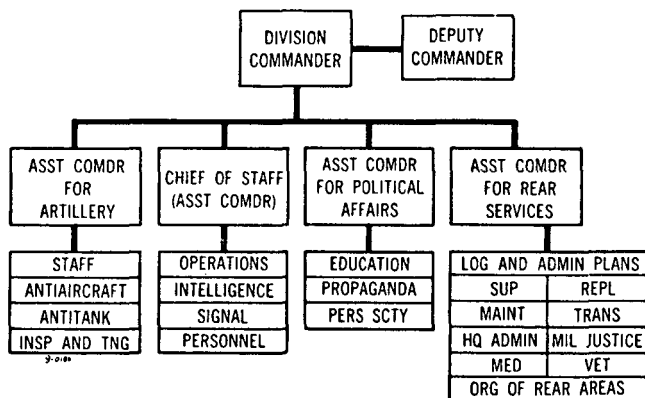 DIVISION
COMMANDER
DEPUTY
COMMANDER
ASST COMDR
FOR
ARTILLERY
CHIEF OF STAFF
(ASST COMDR)
ASST COMDR
FOR POLITICAL
AFFAIRS
ASST COMDR
FOR REAR
SERVICES
STAFF
ANTIAIRCRAFT
ANTITANK
INSP AND TNG
OPERATIONS
INTELLIGENCE
SIGNAL
PERSONNEL
EDUCATION
PROPAGANDA
PERS SCTY
LOG AND ADMIN PLANS
SUP REPL
MAINT TRANS
HQ ADMIN MIL JUSTICE
MED VET
ORG OF REAR AREAS